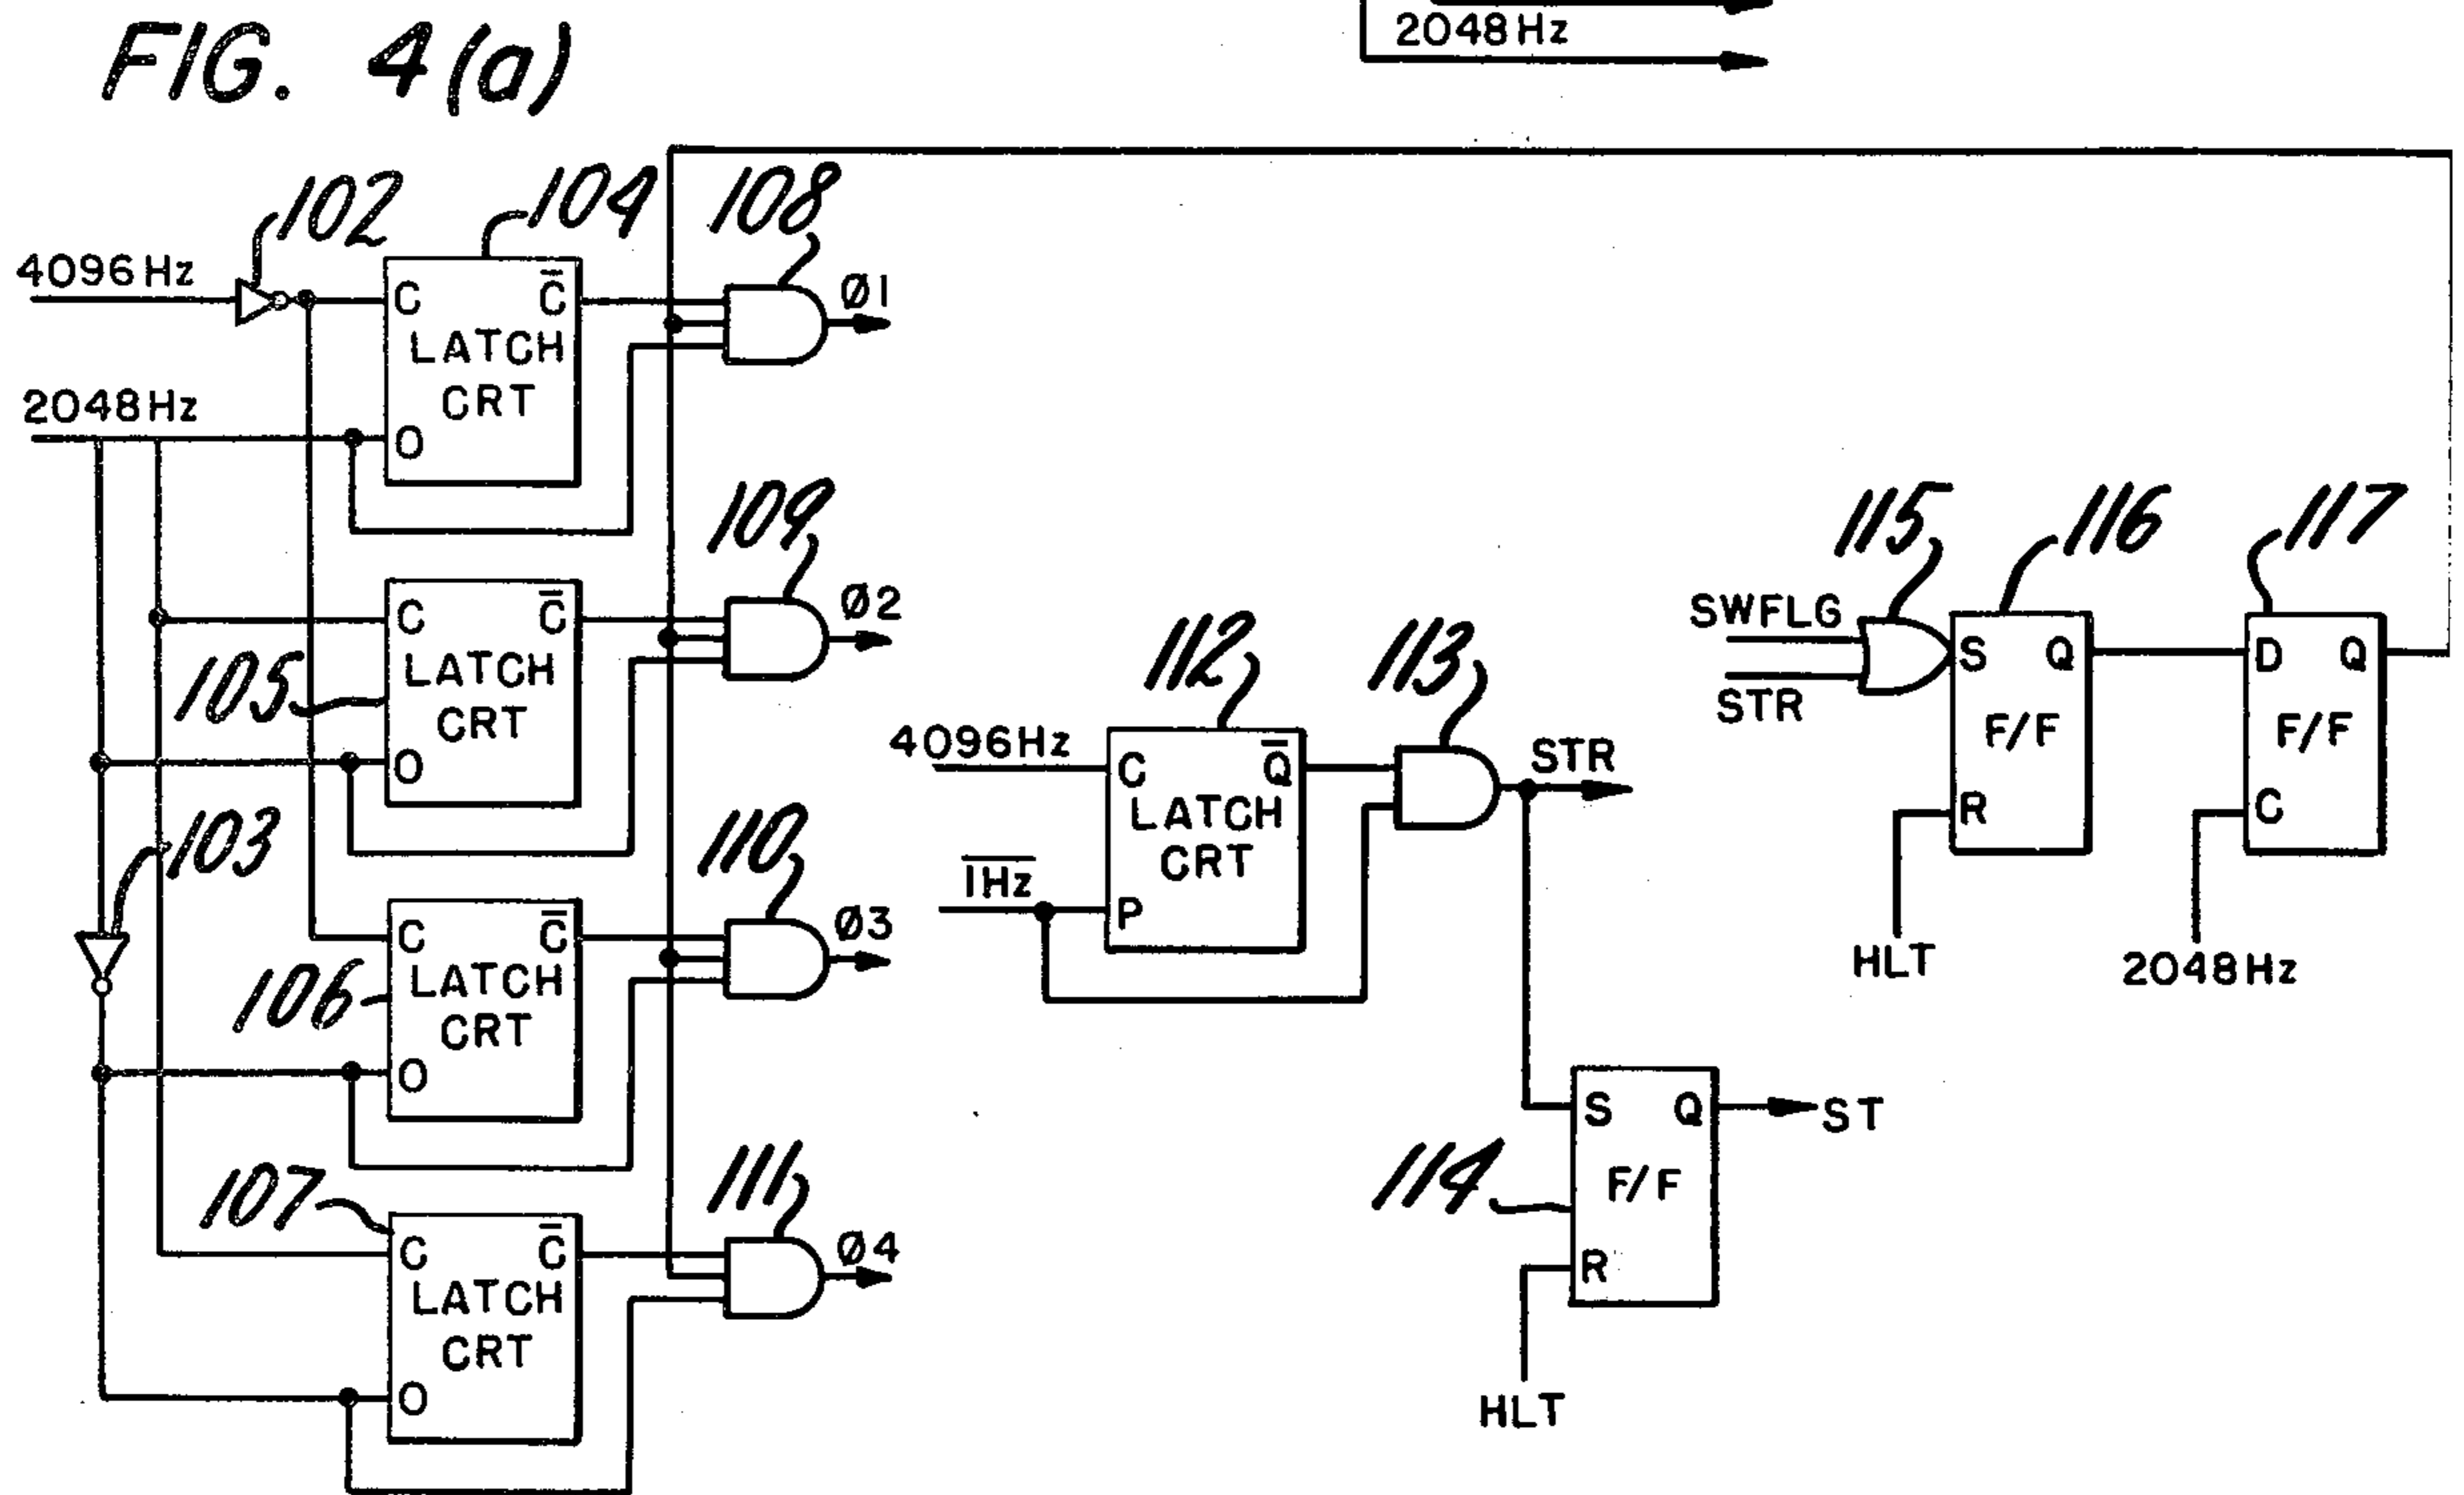 FIG. 4(a)
2048Hz
102
104
108
4096Hz
C
C̅
Ø1
LATCH
CRT
2048Hz
O
109
115
116
117
C
C̅
Ø2
SWFLG
105
LATCH
112
113
S
Q
D
Q
CRT
STR
F/F
F/F
4096Hz
C
Q̅
STR
O
LATCH
103
110
CRT
R
C
1̅H̅z̅
P
C
C̅
Ø3
HLT
2048Hz
106
LATCH
CRT
O
S
Q
ST
107
111
114
F/F
C
C̅
Ø4
R
LATCH
CRT
O
HLT